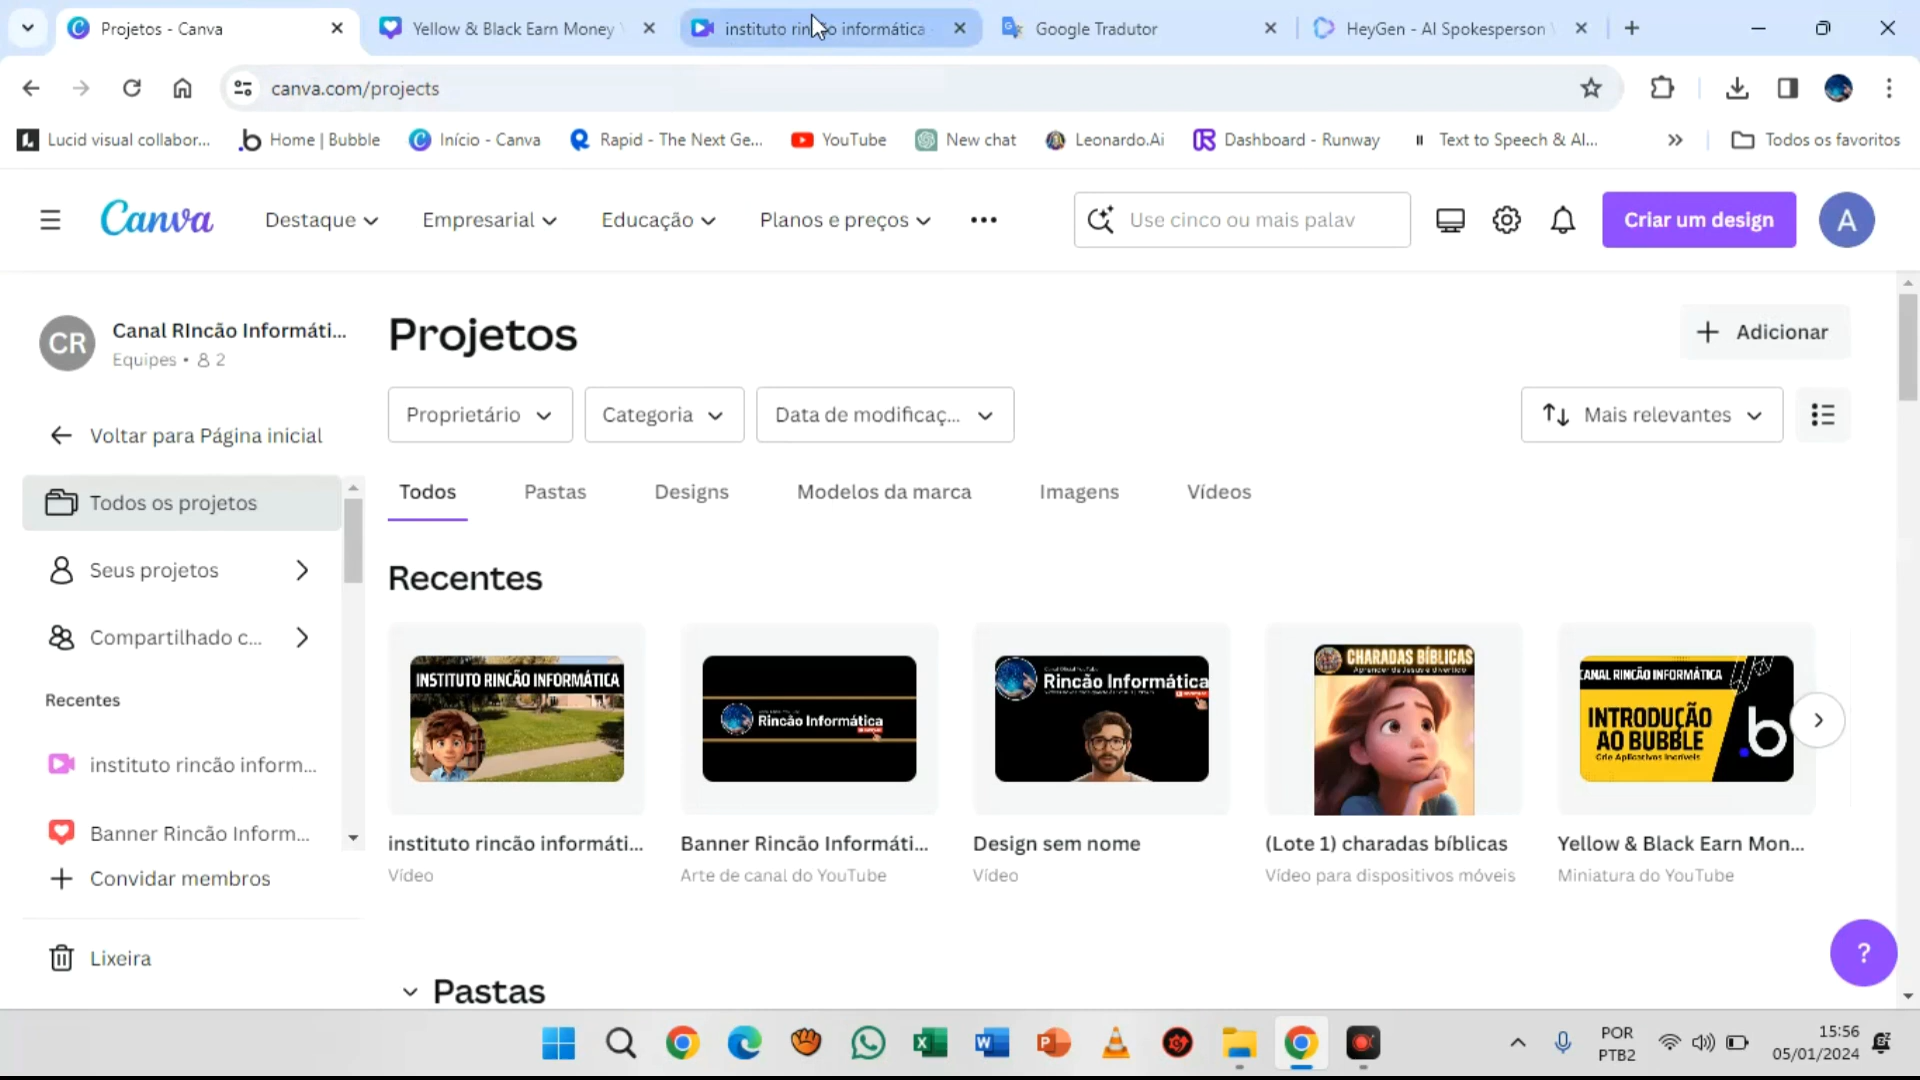 Projetos - Canva
Yellow & Black Earn Money
instituto rincão informática
Google Tradutor
HeyGen - AI Spokesperson
canva.com/projects
Lucid visual collabor...
Home | Bubble
Início - Canva
Rapid - The Next Ge...
YouTube
New chat
Leonardo.Ai
Dashboard - Runway
Text to Speech & AI...
Todos os favoritos
Canva
Destaque
Empresarial
Educação
Planos e preços
Use cinco ou mais palav
Criar um design
A
CR
Canal RIncão Informáti...
Equipes • 2
Voltar para Página inicial
Todos os projetos
Seus projetos
Compartilhado c...
Recentes
instituto rincão inform...
Banner Rincão Inform...
Convidar membros
Lixeira
Projetos
Adicionar
Proprietário
Categoria
Data de modificaç...
Mais relevantes
Todos
Pastas
Designs
Modelos da marca
Imagens
Vídeos
Recentes
INSTITUTO RINCÃO INFORMÁTICA
Rincão Informática
Rincão Informática
CHARADAS BÍBLICAS
Aprender de Jesus é divertido
CANAL RINCÃO INFORMÁTICA
INTRODUÇÃO
AO BUBBLE
Crie Aplicativos Incríveis
b
instituto rincão informáti...
Vídeo
Banner Rincão Informáti...
Arte de canal do YouTube
Design sem nome
Vídeo
(Lote 1) charadas bíblicas
Vídeo para dispositivos móveis
Yellow & Black Earn Mon...
Miniatura do YouTube
?
Pastas
POR
PTB2
15:56
05/01/2024